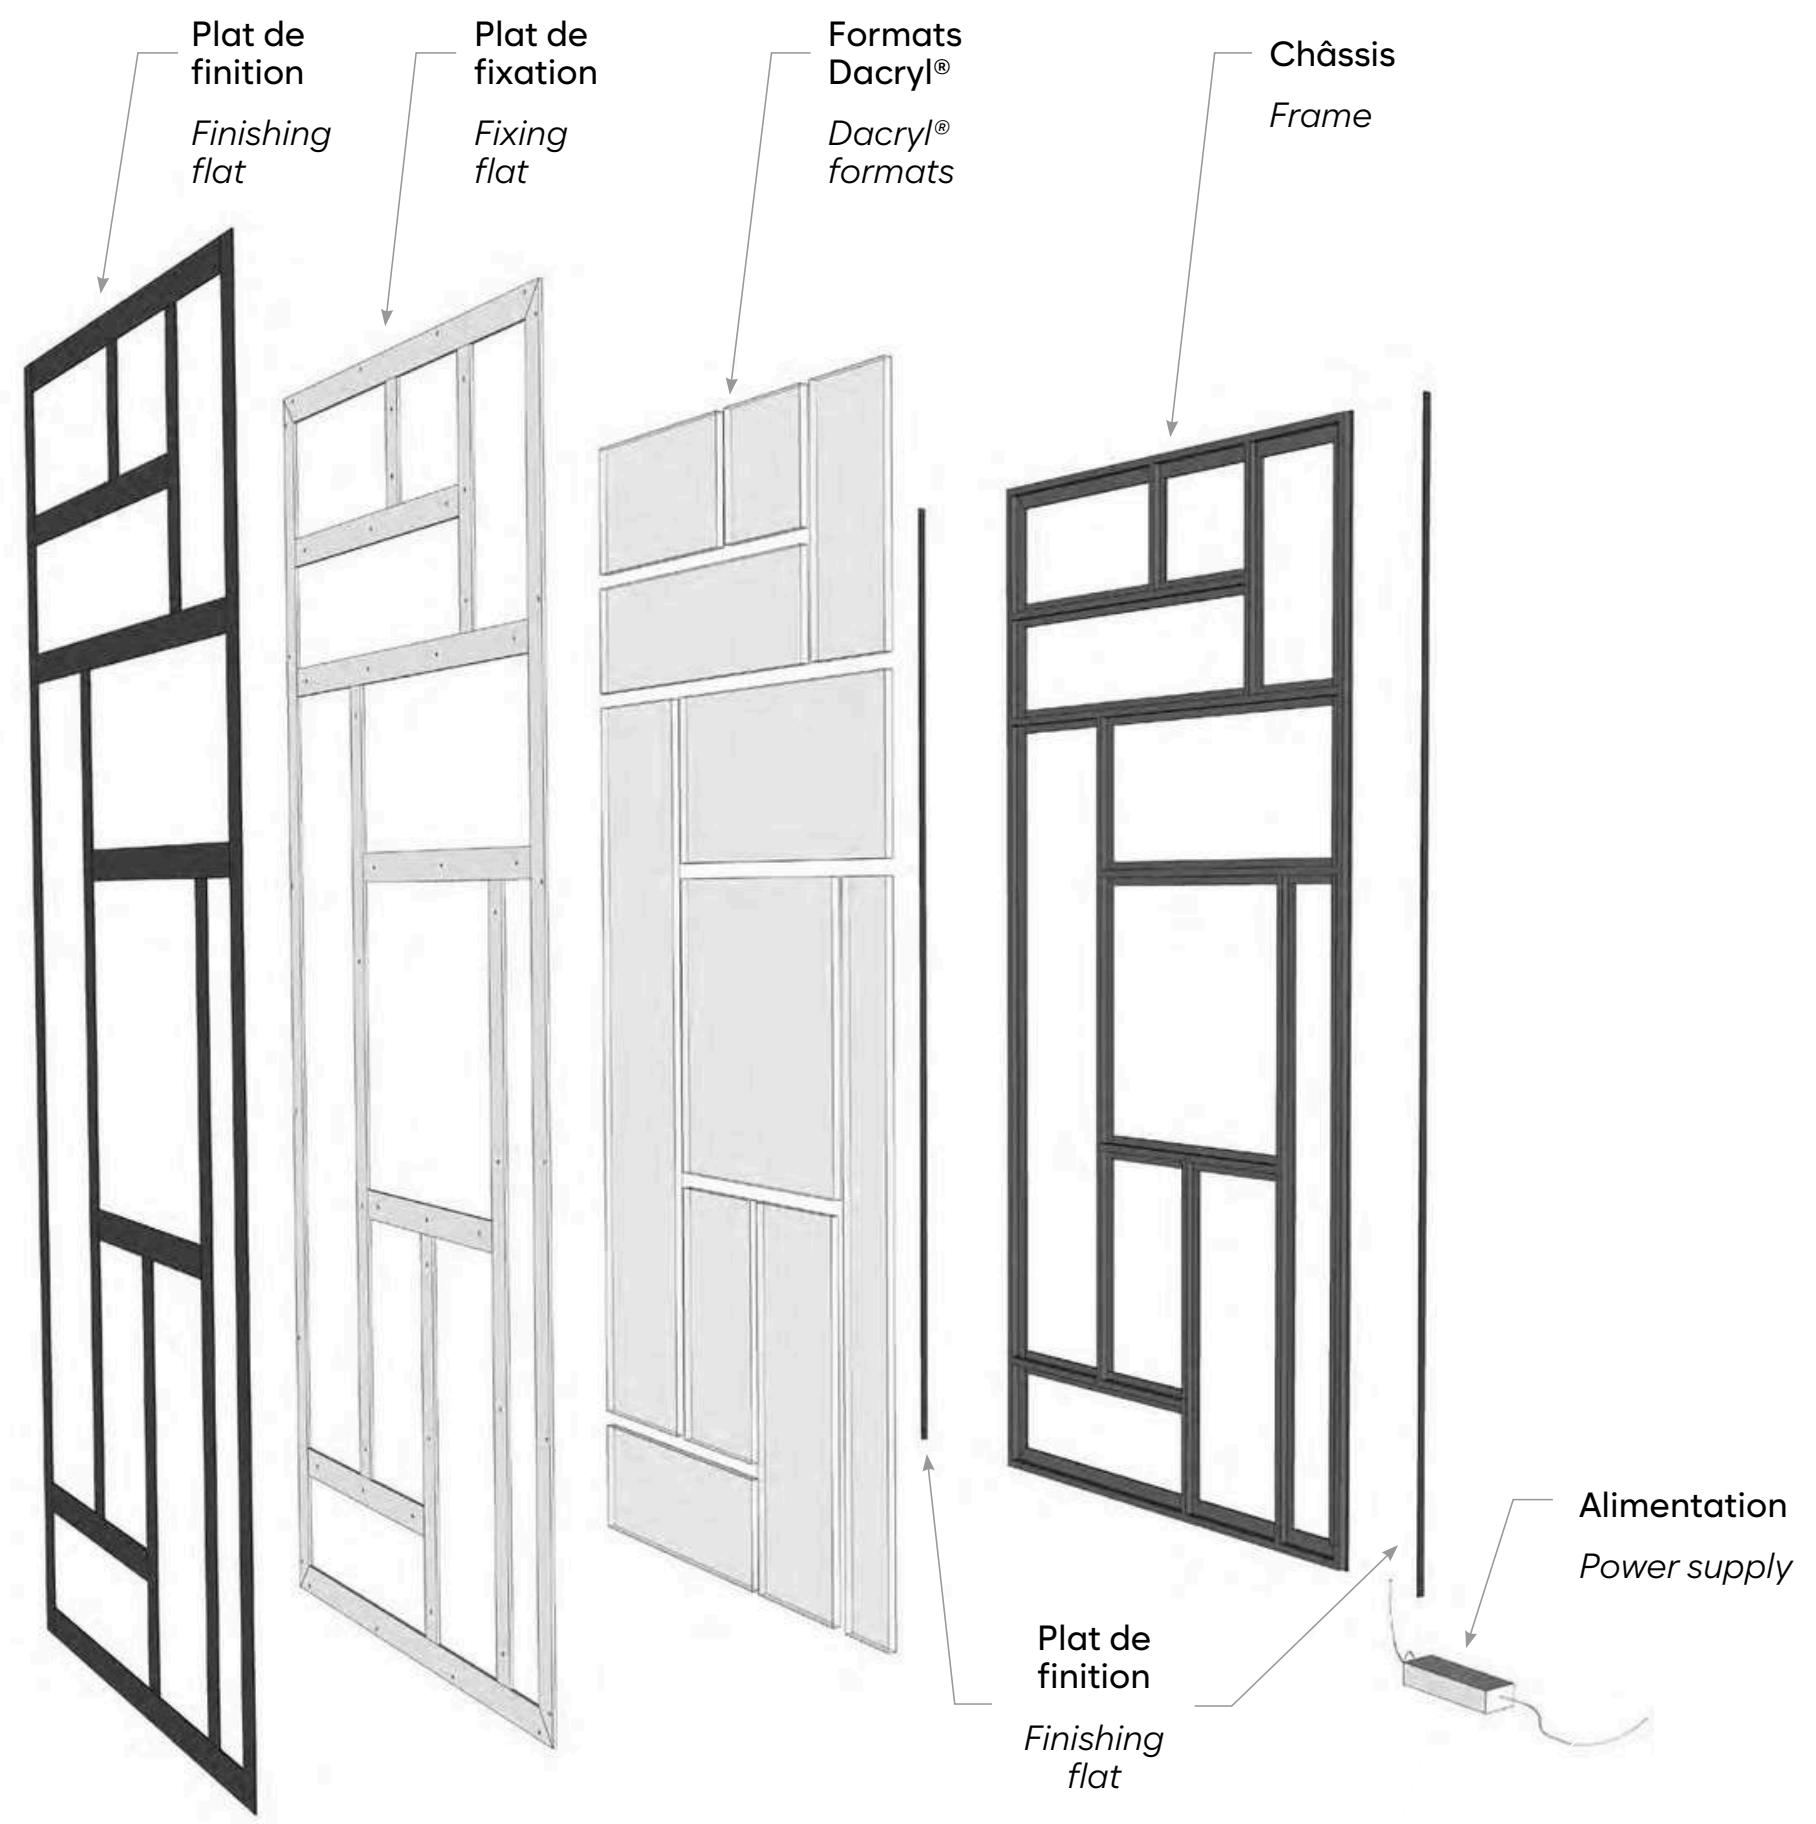 Plat de
finition
Finishing
flat
Plat de
fixation
Fixing
flat
Formats
Dacryl®
Dacryl®
formats
Châssis
Frame
Alimentation
Power supply
Plat de
finition
Finishing
flat